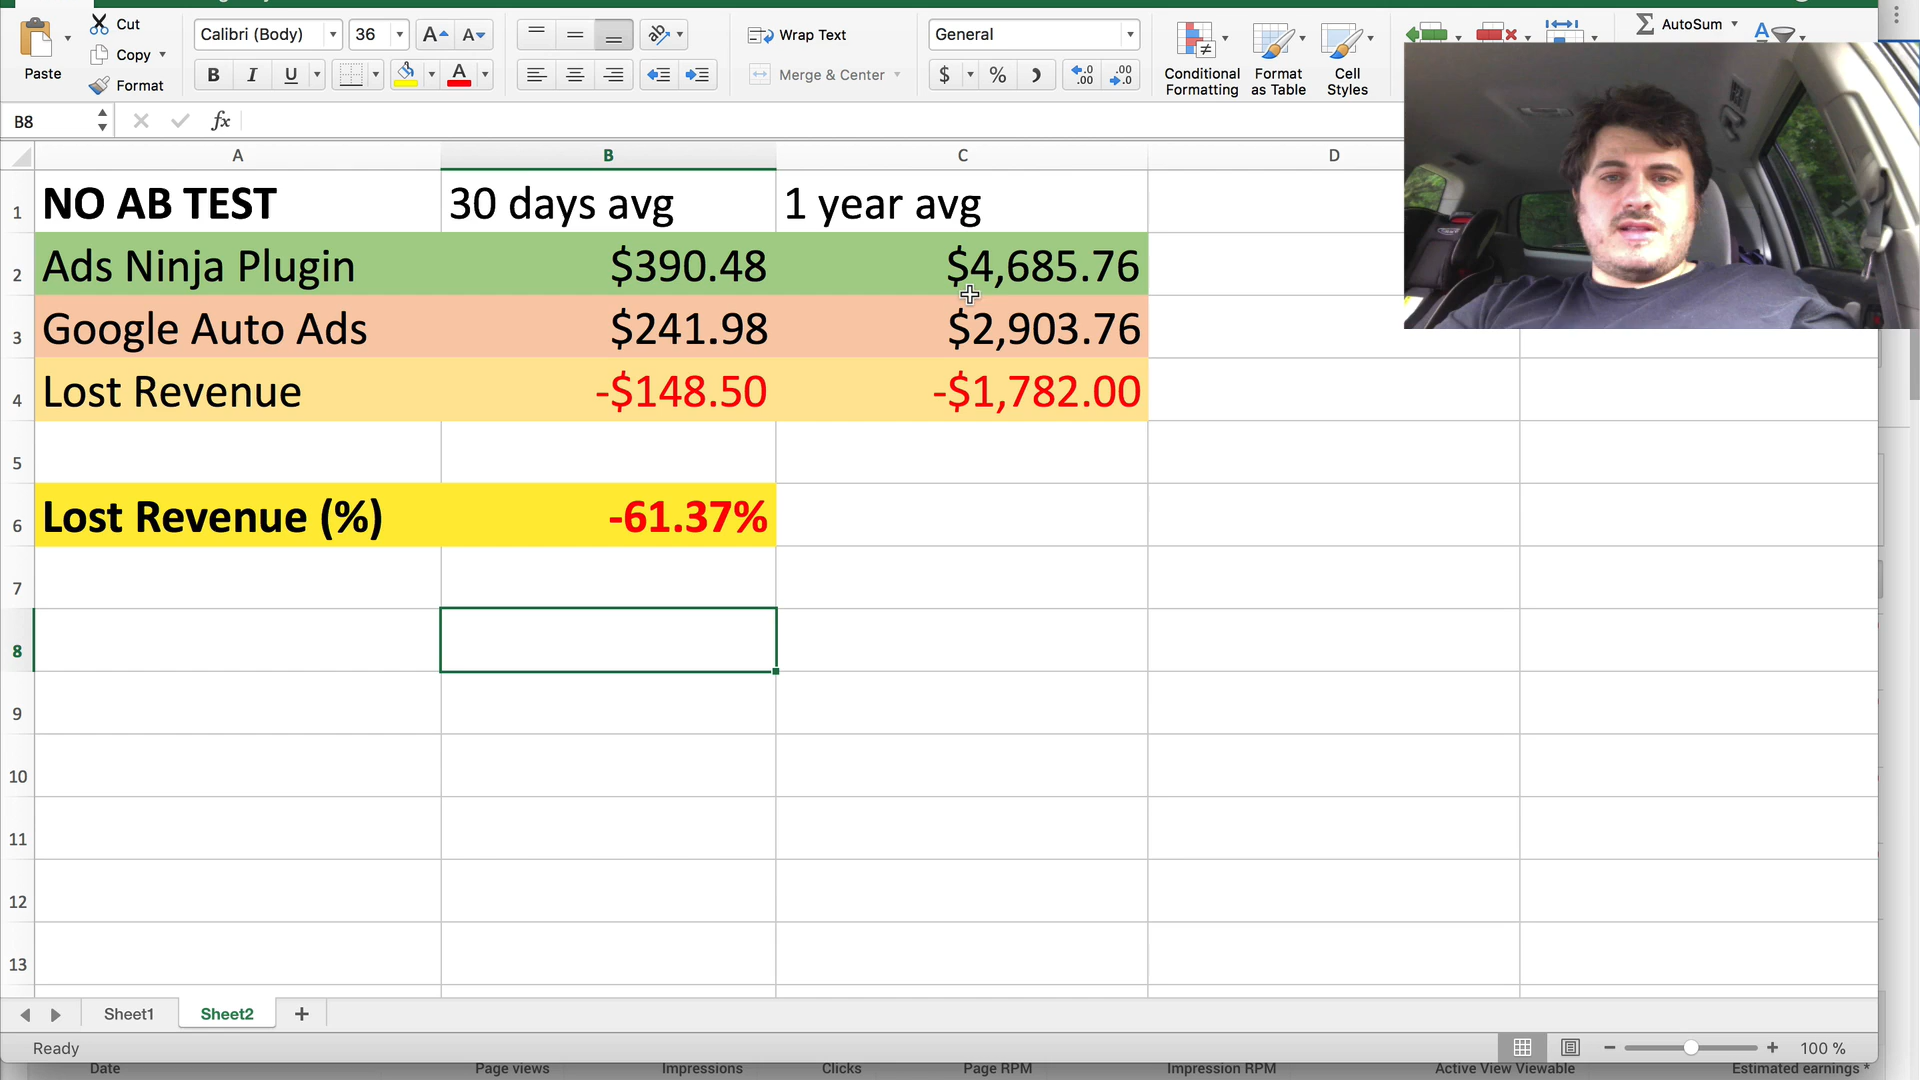 Cut
Calibri (Body) 36 Wrap Text General AutoSum
Copy
Paste Format Merge & Center $ % Conditional Formatting Format as Table Cell Styles
B8 fx
A B C D
1 NO AB TEST 30 days avg 1 year avg
2 Ads Ninja Plugin $390.48 $4,685.76
3 Google Auto Ads $241.98 $2,903.76
4 Lost Revenue -$148.50 -$1,782.00
5
6 Lost Revenue (%) -61.37%
7
8
9
10
11
12
13
Sheet1 Sheet2 +
Ready 100 %
Date Page views Impressions Clicks Page RPM Impression RPM Active View Viewable Estimated earnings *